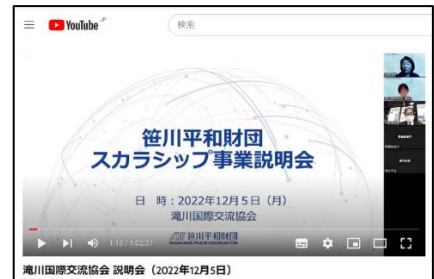 YouTube JP
検索
笹川平和財団
スカラシップ事業説明会
日 時：2022年12月5日（月）
滝川国際交流協会
笹川平和財団
SASAKAWA PEACE FOUNDATION
1:10 / 1:02:37
滝川国際交流協会 説明会（2022年12月5日）